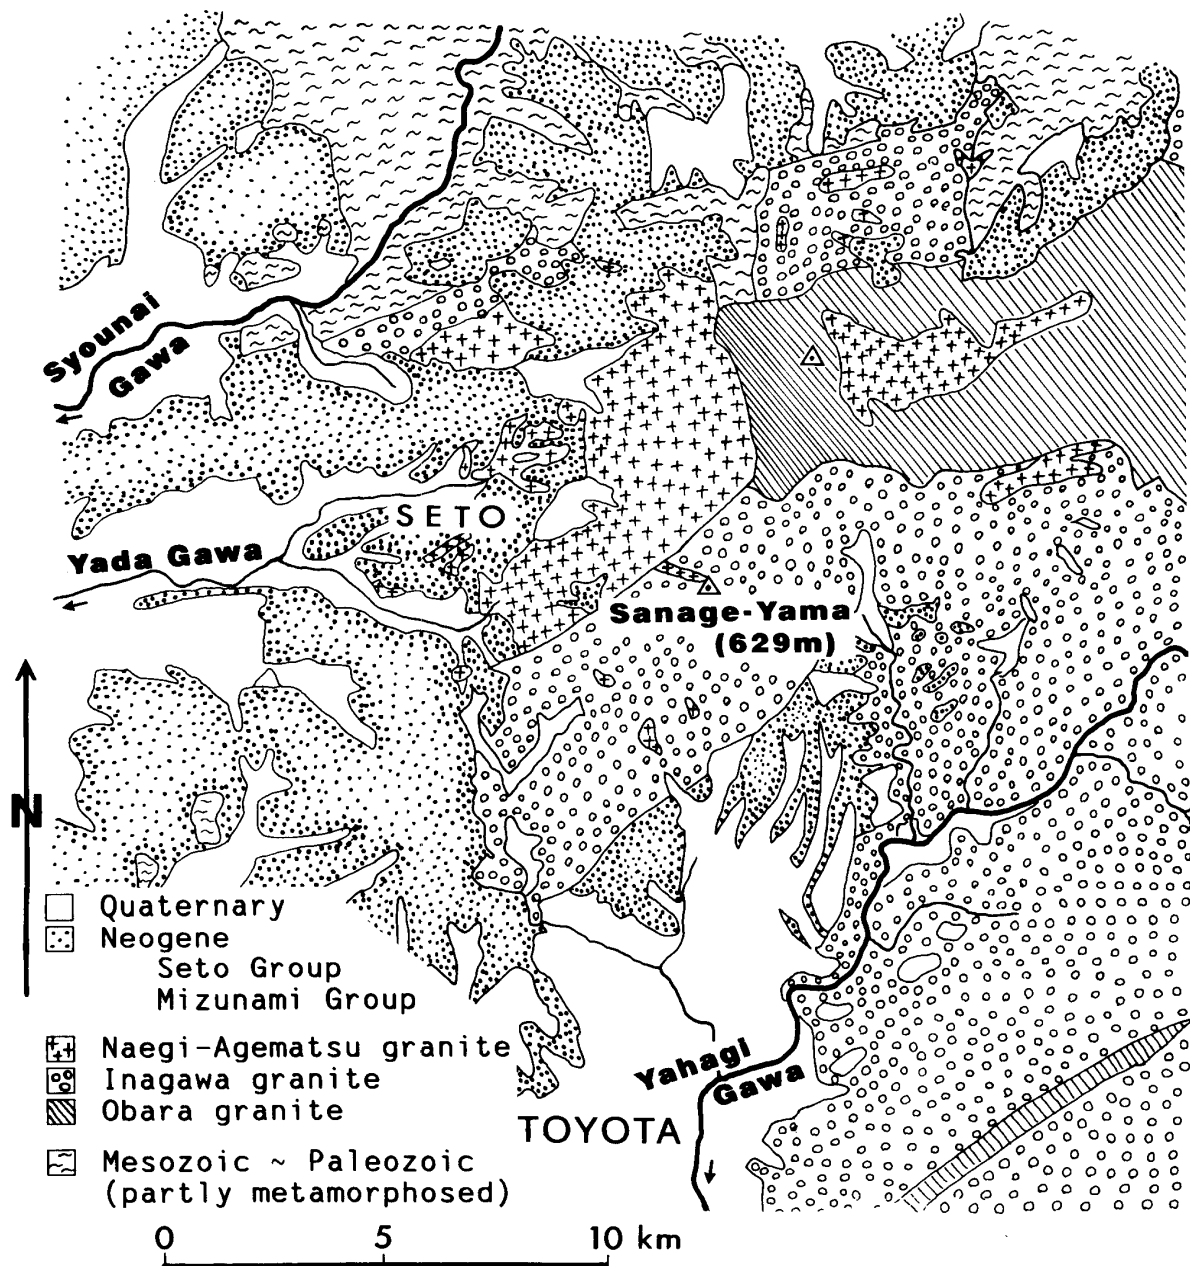 Syounai
Gawa
SETO
Yada Gawa
Sanage-Yama
(629m)
N
Quaternary
Neogene
Seto Group
Mizunami Group
Naegi-Agematsu granite
Inagawa granite
Obara granite
Mesozoic ~ Paleozoic
(partly metamorphosed)
Yahagi
Gawa
TOYOTA
0 5 10 km